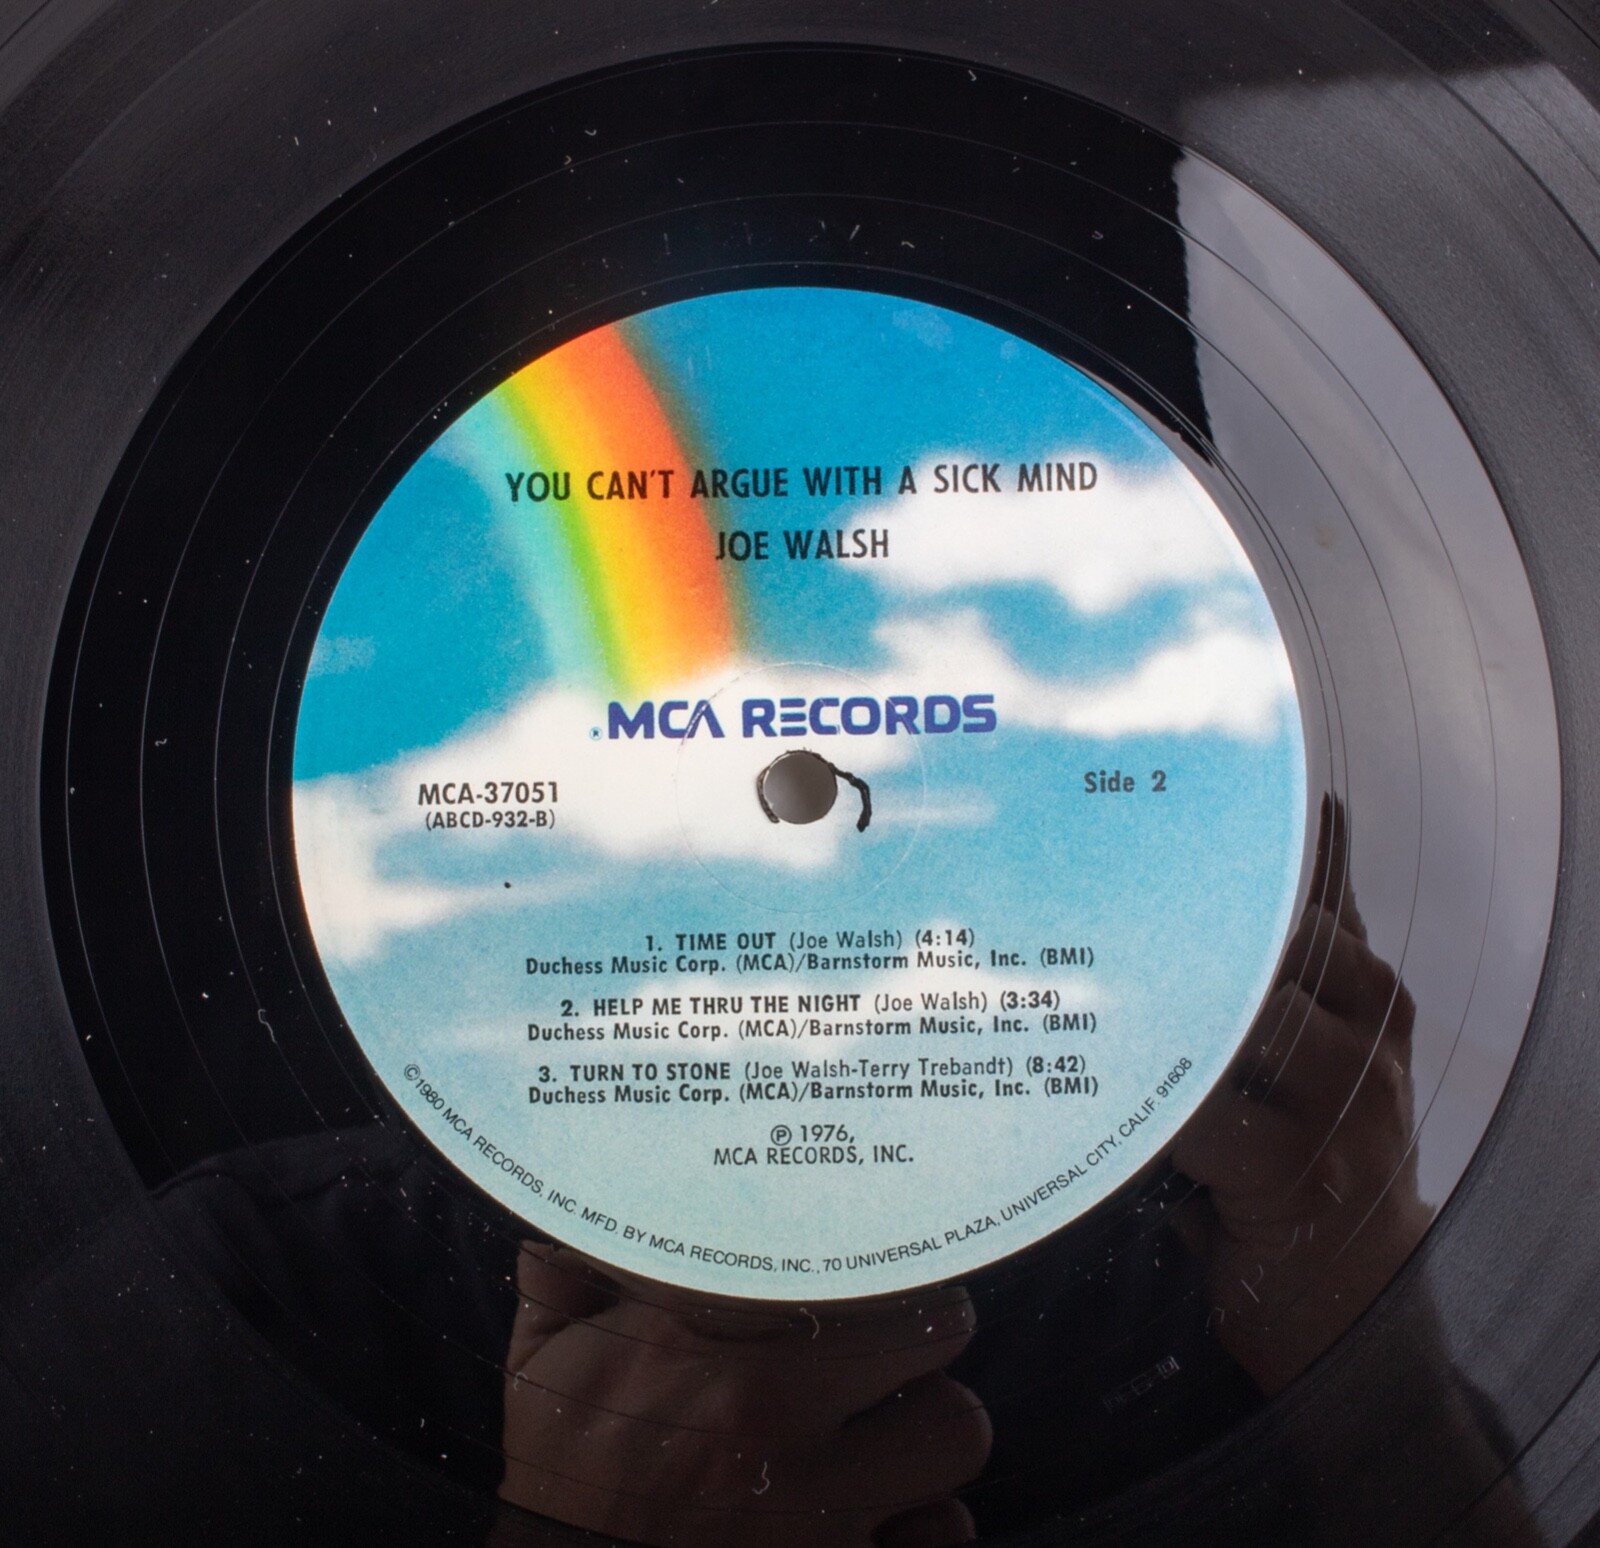 YOU CAN'T ARGUE WITH A SICK MIND
JOE WALSH
®MCA RECORDS
MCA-37051
(ABCD-932-B)
Side 2
1. TIME OUT (Joe Walsh) (4:14)
Duchess Music Corp. (MCA)/Barnstorm Music, Inc. (BMI)
2. HELP ME THRU THE NIGHT (Joe Walsh) (3:34)
Duchess Music Corp. (MCA)/Barnstorm Music, Inc. (BMI)
3. TURN TO STONE (Joe Walsh-Terry Trebandt) (8:42)
Duchess Music Corp. (MCA)/Barnstorm Music, Inc. (BMI)
℗ 1976,
MCA RECORDS, INC.
©1980 MCA RECORDS, INC. MFD. BY MCA RECORDS, INC., 70 UNIVERSAL PLAZA, UNIVERSAL CITY, CALIF. 91608